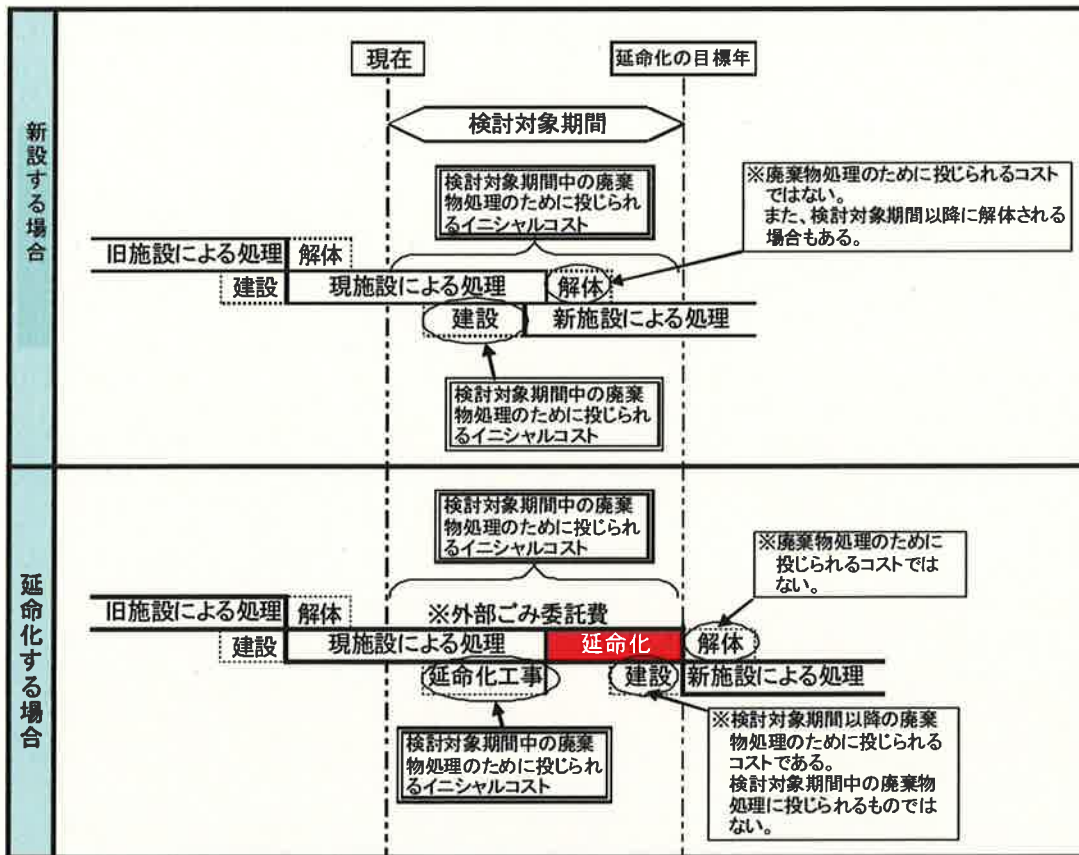 現在
延命化の目標年
検討対象期間
新設する場合
検討対象期間中の廃棄
物処理のために投じられ
るイニシャルコスト
※廃棄物処理のために投じられるコスト
ではない。
また、検討対象期間以降に解体される
場合もある。
旧施設による処理
解体
建設
現施設による処理
解体
建設
新施設による処理
検討対象期間中の廃棄
物処理のために投じられ
るイニシャルコスト
延命化する場合
検討対象期間中の廃棄
物処理のために投じられ
るイニシャルコスト
※廃棄物処理のために
投じられるコストでは
ない。
旧施設による処理
解体
※外部ごみ委託費
建設
現施設による処理
延命化
解体
延命化工事
建設
新施設による処理
検討対象期間中の廃棄
物処理のために投じられ
るイニシャルコスト
※検討対象期間以降の廃棄
物処理のために投じられる
コストである。
検討対象期間中の廃棄物
処理に投じられるものでは
ない。